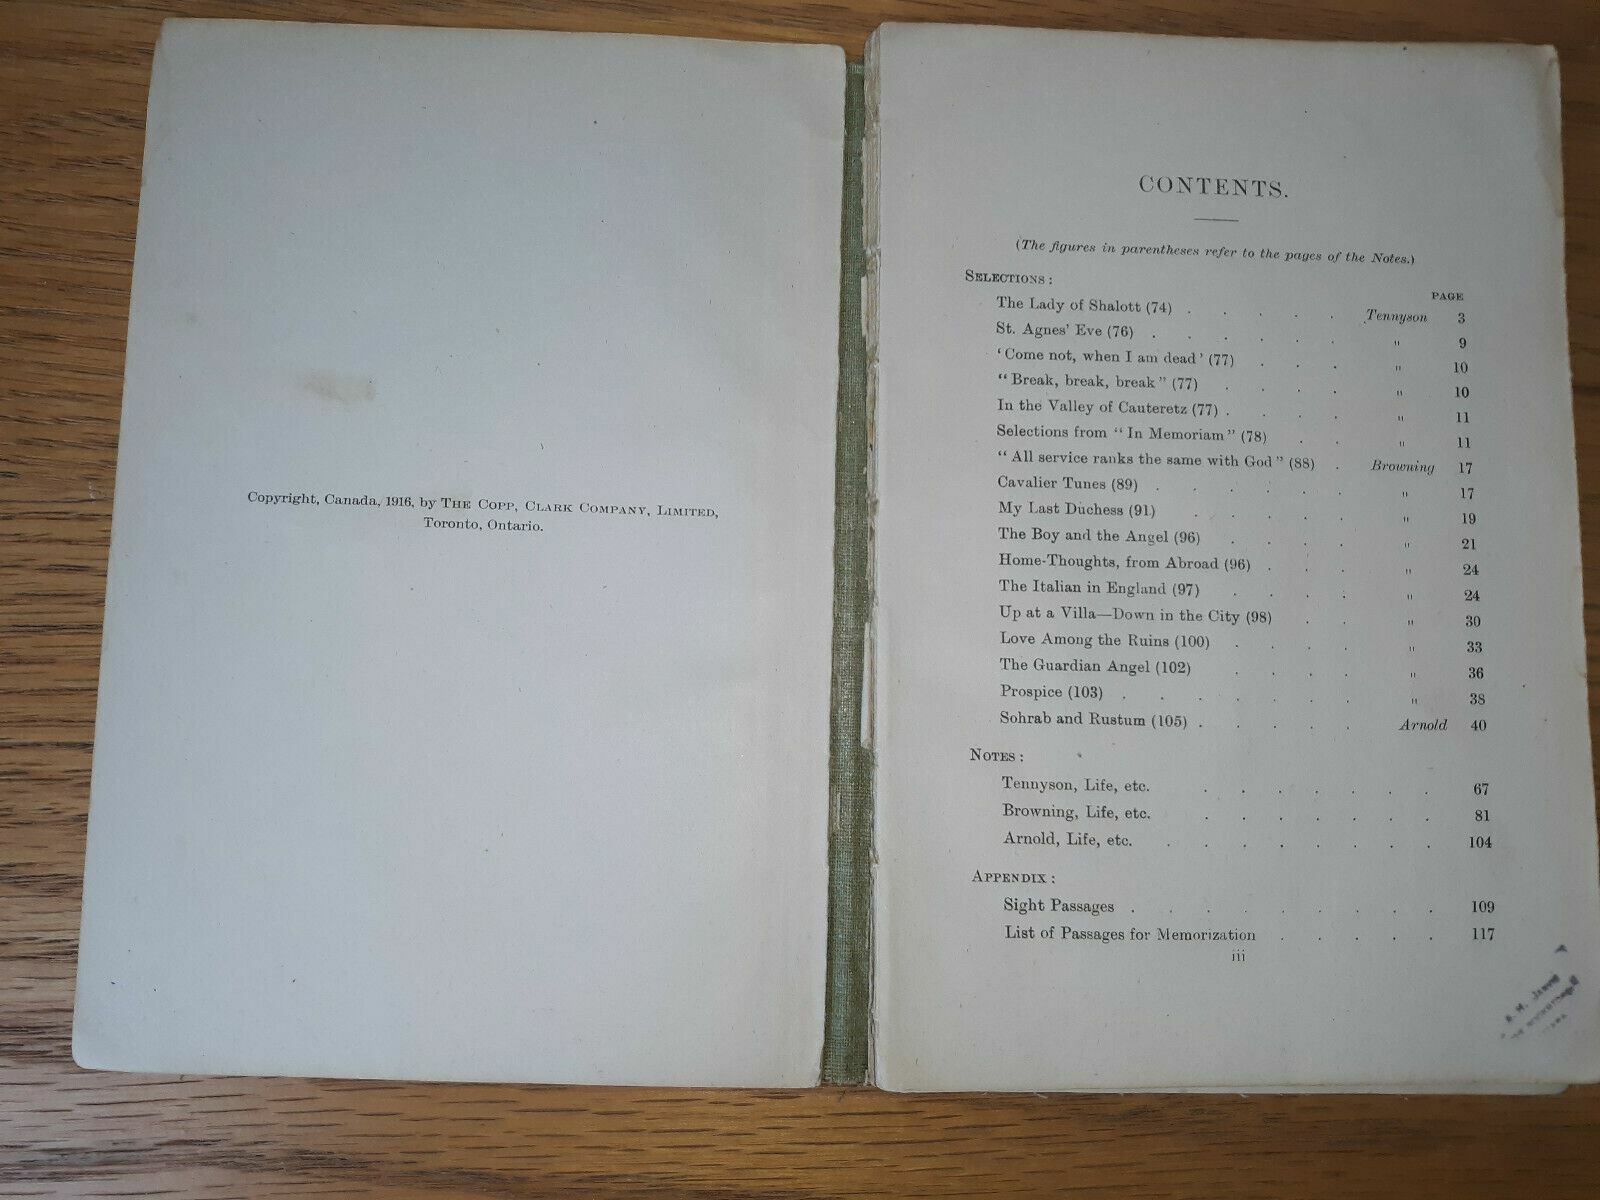 Copyright, Canada, 1916, by THE COPP, CLARK COMPANY, LIMITED,
Toronto, Ontario.
CONTENTS.
(The figures in parentheses refer to the pages of the Notes.)
SELECTIONS :
PAGE
The Lady of Shalott (74) . . . . . Tennyson 3
St. Agnes' Eve (76) . . . . . . " 9
'Come not, when I am dead' (77) . . . " 10
"Break, break, break" (77) . . . . " 10
In the Valley of Cauteretz (77) . . . . " 11
Selections from "In Memoriam" (78) . . " 11
"All service ranks the same with God" (88) . Browning 17
Cavalier Tunes (89) . . . . . . " 17
My Last Duchess (91) . . . . . " 19
The Boy and the Angel (96) . . . . " 21
Home-Thoughts, from Abroad (96) . . . " 24
The Italian in England (97) . . . . " 24
Up at a Villa—Down in the City (98) . . " 30
Love Among the Ruins (100) . . . . " 33
The Guardian Angel (102) . . . . " 36
Prospice (103) . . . . . . . " 38
Sohrab and Rustum (105) . . . . . Arnold 40
NOTES :
Tennyson, Life, etc. . . . . . . . 67
Browning, Life, etc. . . . . . . . 81
Arnold, Life, etc. . . . . . . . . 104
APPENDIX :
Sight Passages . . . . . . . . . 109
List of Passages for Memorization . . . . . 117
iii